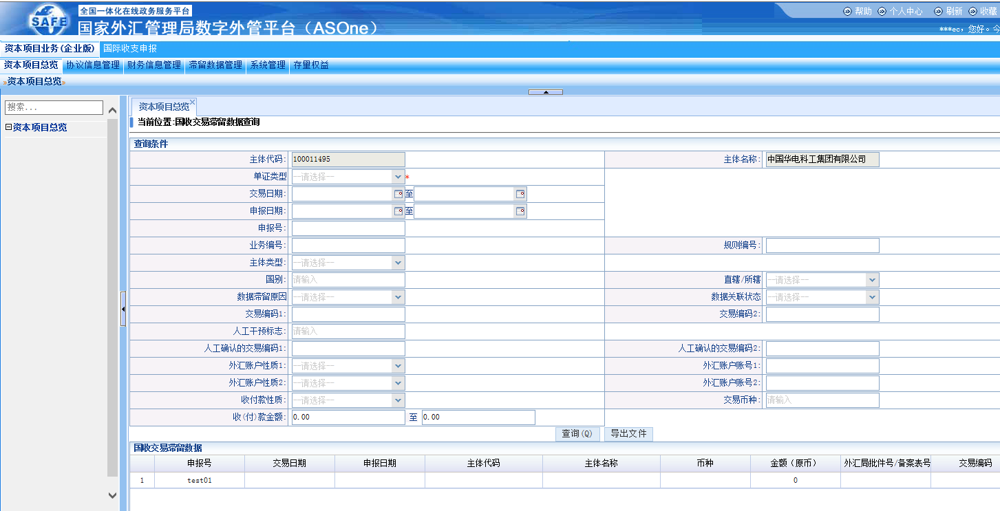 全国一体化在线政务服务平台
SAFE 国家外汇管理局数字外管平台（ASOne）
帮助 个人中心 刷新 收藏
***ec，您好。今
资本项目业务(企业版) 国际收支申报
资本项目总览 协议信息管理 财务信息管理 滞留数据管理 系统管理 存量权益
资本项目总览
搜索...
资本项目总览
资本项目总览
当前位置:国收交易滞留数据查询
查询条件
主体代码: 100011495 主体名称: 中国华电科工集团有限公司
单证类型 --请选择-- *
交易日期: 至
申报日期: 至
申报号:
业务编号: 规则编号:
主体类型: --请选择--
国别: 请输入 直辖/所辖 --请选择--
数据滞留原因 --请选择-- 数据关联状态 --请选择--
交易编码1: 交易编码2:
人工干预标志: 请输入
人工确认的交易编码1: 人工确认的交易编码2:
外汇账户性质1: --请选择-- 外汇账户账号1:
外汇账户性质2: --请选择-- 外汇账户账号2:
收付款性质: --请选择-- 交易币种: 请输入
收(付)款金额: 0.00 至 0.00
查询(Q) 导出文件
国收交易滞留数据
申报号 交易日期 申报日期 主体代码 主体名称 币种 金额（原币） 外汇局批件号/备案表号 交易编码
1 test01 0